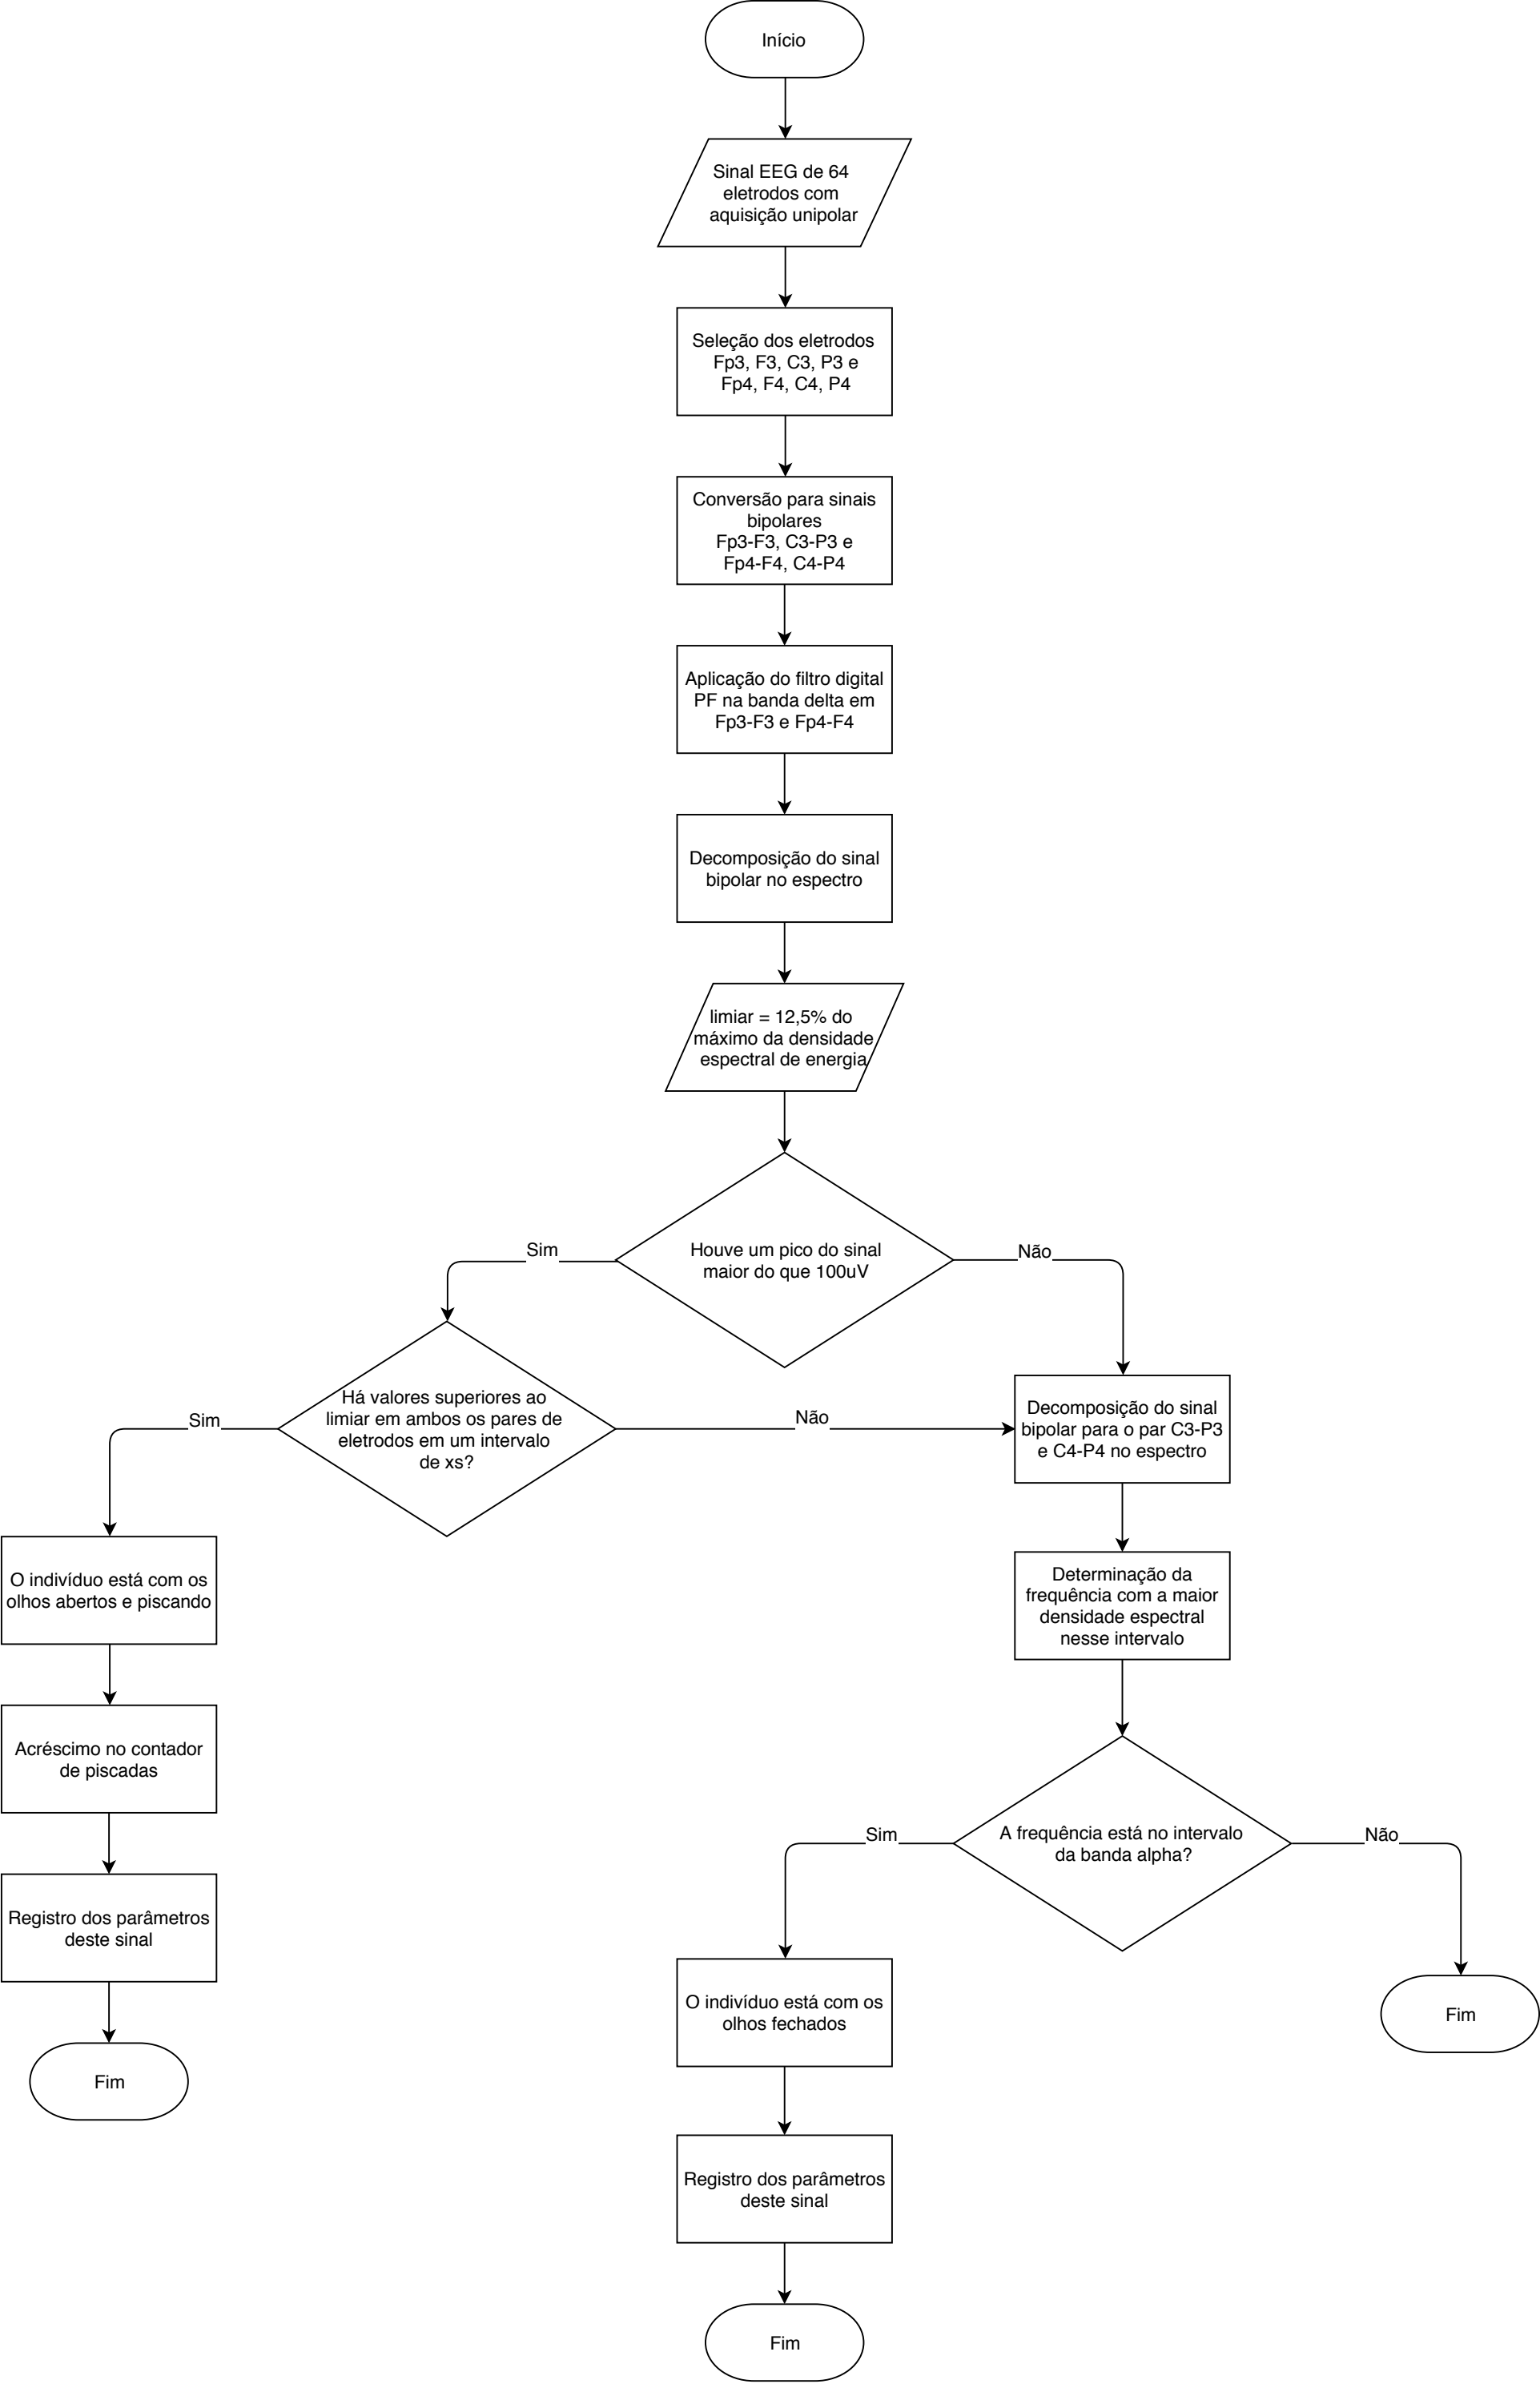 Início
Sinal EEG de 64
eletrodos com
aquisição unipolar
Seleção dos eletrodos
Fp3, F3, C3, P3 e
Fp4, F4, C4, P4
Conversão para sinais
bipolares
Fp3-F3, C3-P3 e
Fp4-F4, C4-P4
Aplicação do filtro digital
PF na banda delta em
Fp3-F3 e Fp4-F4
Decomposição do sinal
bipolar no espectro
limiar = 12,5% do
máximo da densidade
espectral de energia
Houve um pico do sinal
maior do que 100uV
Sim
Não
Há valores superiores ao
limiar em ambos os pares de
eletrodos em um intervalo
de xs?
Sim
Não
Decomposição do sinal
bipolar para o par C3-P3
e C4-P4 no espectro
O indivíduo está com os
olhos abertos e piscando
Determinação da
frequência com a maior
densidade espectral
nesse intervalo
Acréscimo no contador
de piscadas
A frequência está no intervalo
da banda alpha?
Sim
Não
Registro dos parâmetros
deste sinal
O indivíduo está com os
olhos fechados
Fim
Fim
Registro dos parâmetros
deste sinal
Fim